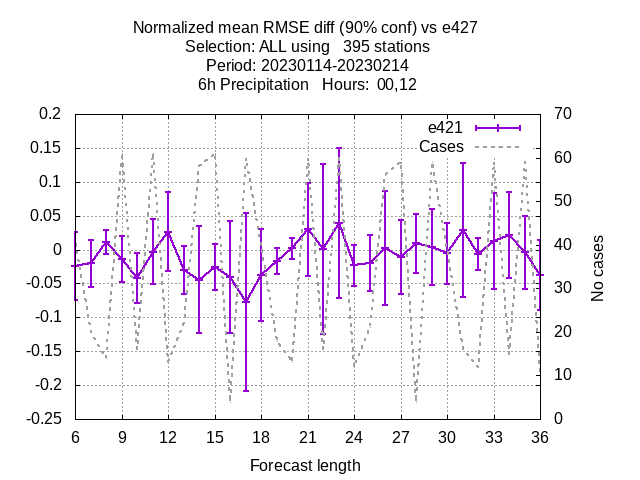 Normalized mean RMSE diff (90% conf) vs e427
Selection: ALL using   395 stations
Period: 20230114-20230214
6h Precipitation   Hours:  00,12
0.2
0.15
0.1
0.05
0
-0.05
-0.1
-0.15
-0.2
-0.25
e421
Cases
70
60
50
40
30
20
10
0
No cases
6 9 12 15 18 21 24 27 30 33 36
Forecast length